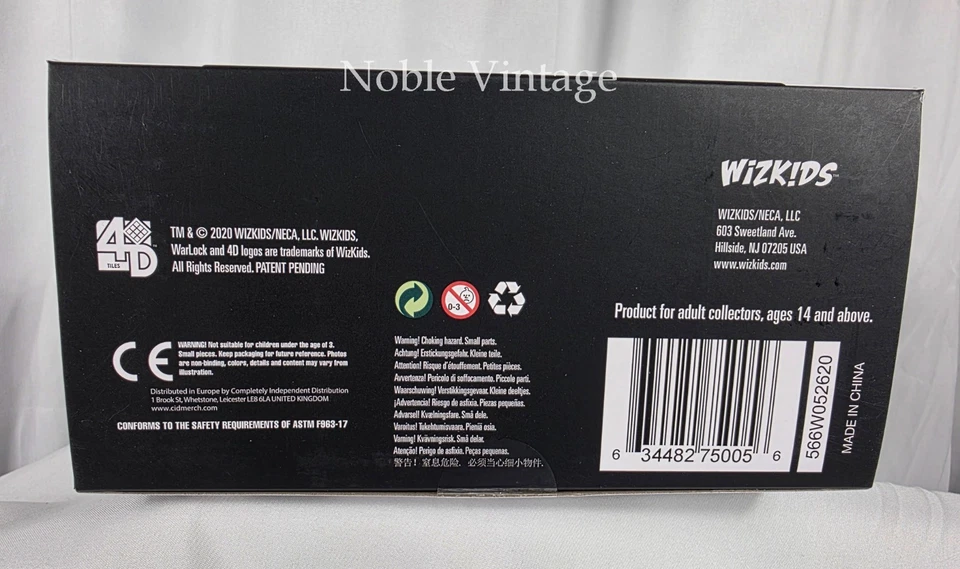 Noble Vintage
WIZK!DS
WIZKIDS/NECA, LLC
603 Sweetland Ave.
Hillside, NJ 07205 USA
www.wizkids.com
4D
TILES
TM & © 2020 WIZKIDS/NECA, LLC. WIZKIDS,
WarLock and 4D logos are trademarks of WizKids.
All Rights Reserved. PATENT PENDING
0-3
Product for adult collectors, ages 14 and above.
CE
WARNING! Not suitable for children under the age of 3.
Small pieces. Keep packaging for future reference. Photos
are non-binding, colors, details and content may vary from
illustration.
Distributed in Europe by Completely Independent Distribution
1 Brook St, Whetstone, Leicester LE8 6LA UNITED KINGDOM
www.cidmerch.com
CONFORMS TO THE SAFETY REQUIREMENTS OF ASTM F963-17
Warning! Choking hazard. Small parts.
Achtung! Erstickungsgefahr. Kleine teile.
Attention! Risque d'étouffement. Petites pièces.
Avvertenza! Pericolo di soffocamento. Piccole parti.
Waarschuwing! Verstikkingsgevaar. Kleine deeltjes.
¡Advertencia! Riesgo de asfixia. Piezas pequeñas.
Advarsel! Kvælningsfare. Små dele.
Varoitus! Tukehtumisvaara. Pieniä osia.
Varning! Kvävningsrisk. Små delar.
Atenção! Perigo de asfixia. Peças pequenas.
警告! 窒息危险. 必须当心细小物件.
6 34482 75005 6
566W052620
MADE IN CHINA